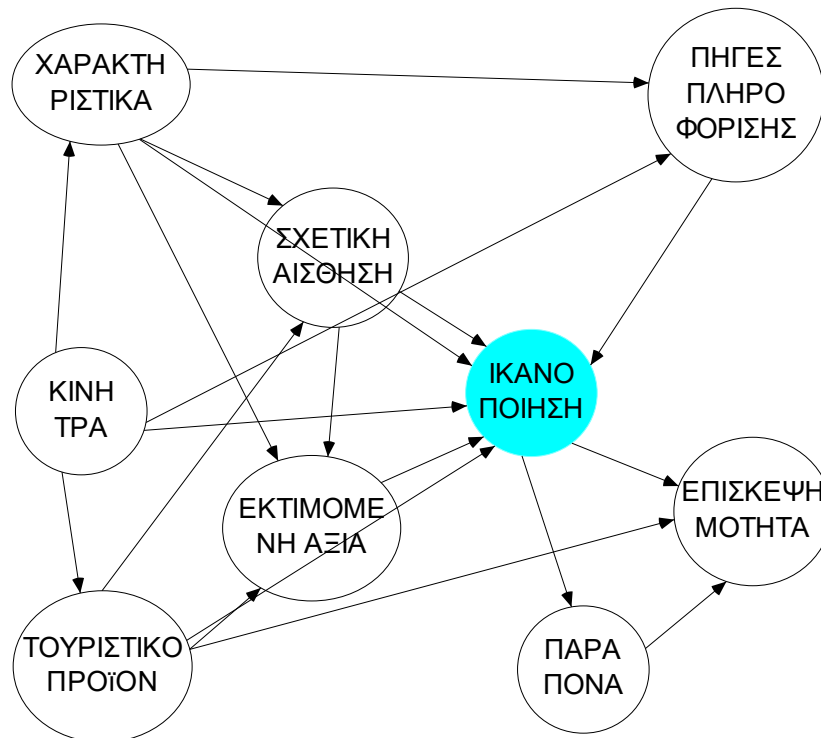 ΧΑΡΑΚΤΗ
ΡΙΣΤΙΚΑ
ΠΗΓΕΣ
ΠΛΗΡΟ
ΦΟΡΙΣΗΣ
ΣΧΕΤΙΚΗ
ΑΙΣΘΗΣΗ
ΚΙΝΗ
ΤΡΑ
ΙΚΑΝΟ
ΠΟΙΗΣΗ
ΕΚΤΙΜΟΜΕ
ΝΗ ΑΞΙΑ
ΕΠΙΣΚΕΨΗ
ΜΟΤΗΤΑ
ΤΟΥΡΙΣΤΙΚΟ
ΠΡΟϊΟΝ
ΠΑΡΑ
ΠΟΝΑ